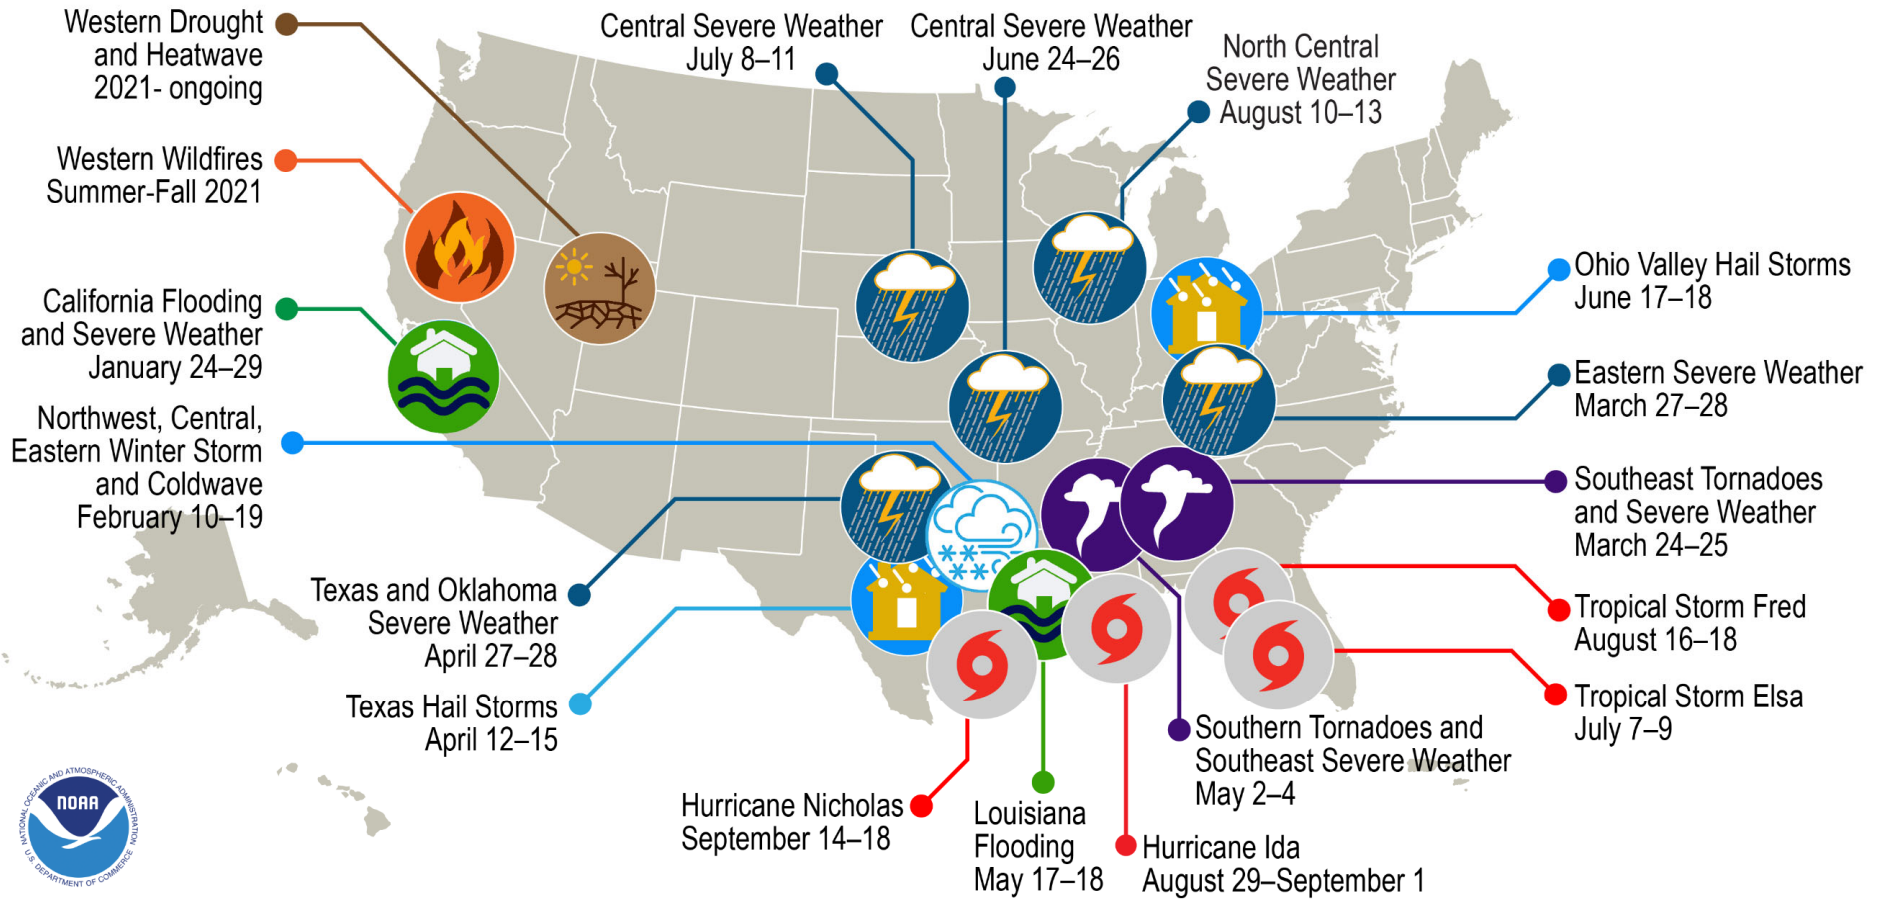 Western Drought
and Heatwave
2021- ongoing
Western Wildfires
Summer-Fall 2021
California Flooding
and Severe Weather
January 24–29
Northwest, Central,
Eastern Winter Storm
and Coldwave
February 10–19
Texas and Oklahoma
Severe Weather
April 27–28
Texas Hail Storms
April 12–15
Central Severe Weather
July 8–11
Central Severe Weather
June 24–26
North Central
Severe Weather
August 10–13
Ohio Valley Hail Storms
June 17–18
Eastern Severe Weather
March 27–28
Southeast Tornadoes
and Severe Weather
March 24–25
Tropical Storm Fred
August 16–18
Tropical Storm Elsa
July 7–9
Southern Tornadoes and
Southeast Severe Weather
May 2–4
Hurricane Nicholas
September 14–18
Louisiana
Flooding
May 17–18
Hurricane Ida
August 29–September 1
NATIONAL OCEANIC AND ATMOSPHERIC ADMINISTRATION
NOAA
U.S. DEPARTMENT OF COMMERCE